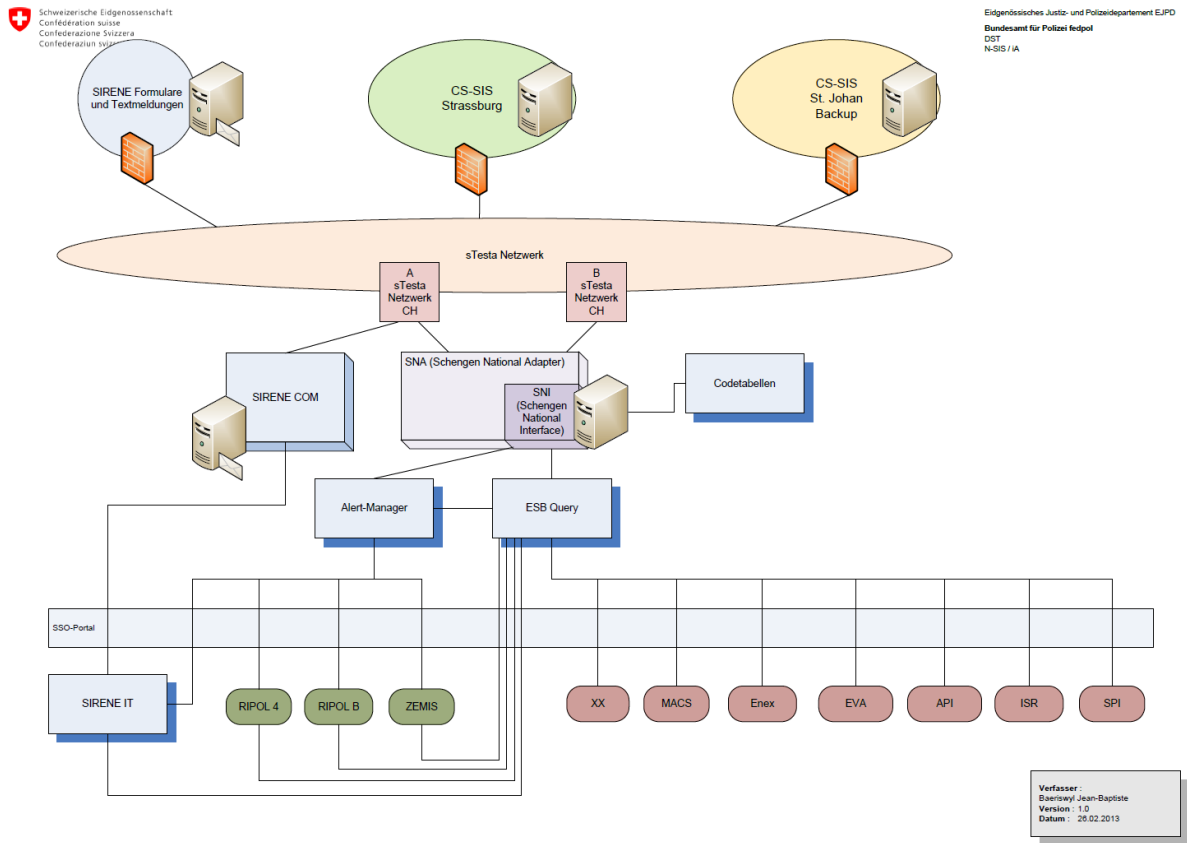 Schweizerische Eidgenossenschaft
Confédération suisse
Confederazione Svizzera
Confederaziun svizra
Eidgenössisches Justiz- und Polizeidepartement EJPD
Bundesamt für Polizei fedpol
DST
N-SIS / iA
SIRENE Formulare
und Textmeldungen
CS-SIS
Strassburg
CS-SIS
St. Johan
Backup
sTesta Netzwerk
A
sTesta
Netzwerk
CH
B
sTesta
Netzwerk
CH
SIRENE COM
SNA (Schengen National Adapter)
SNI
(Schengen
National
Interface)
Codetabellen
Alert-Manager
ESB Query
SSO-Portal
SIRENE IT
RIPOL 4
RIPOL B
ZEMIS
XX
MACS
Enex
EVA
API
ISR
SPI
Verfasser :
Baeriswyl Jean-Baptiste
Version : 1.0
Datum : 26.02.2013